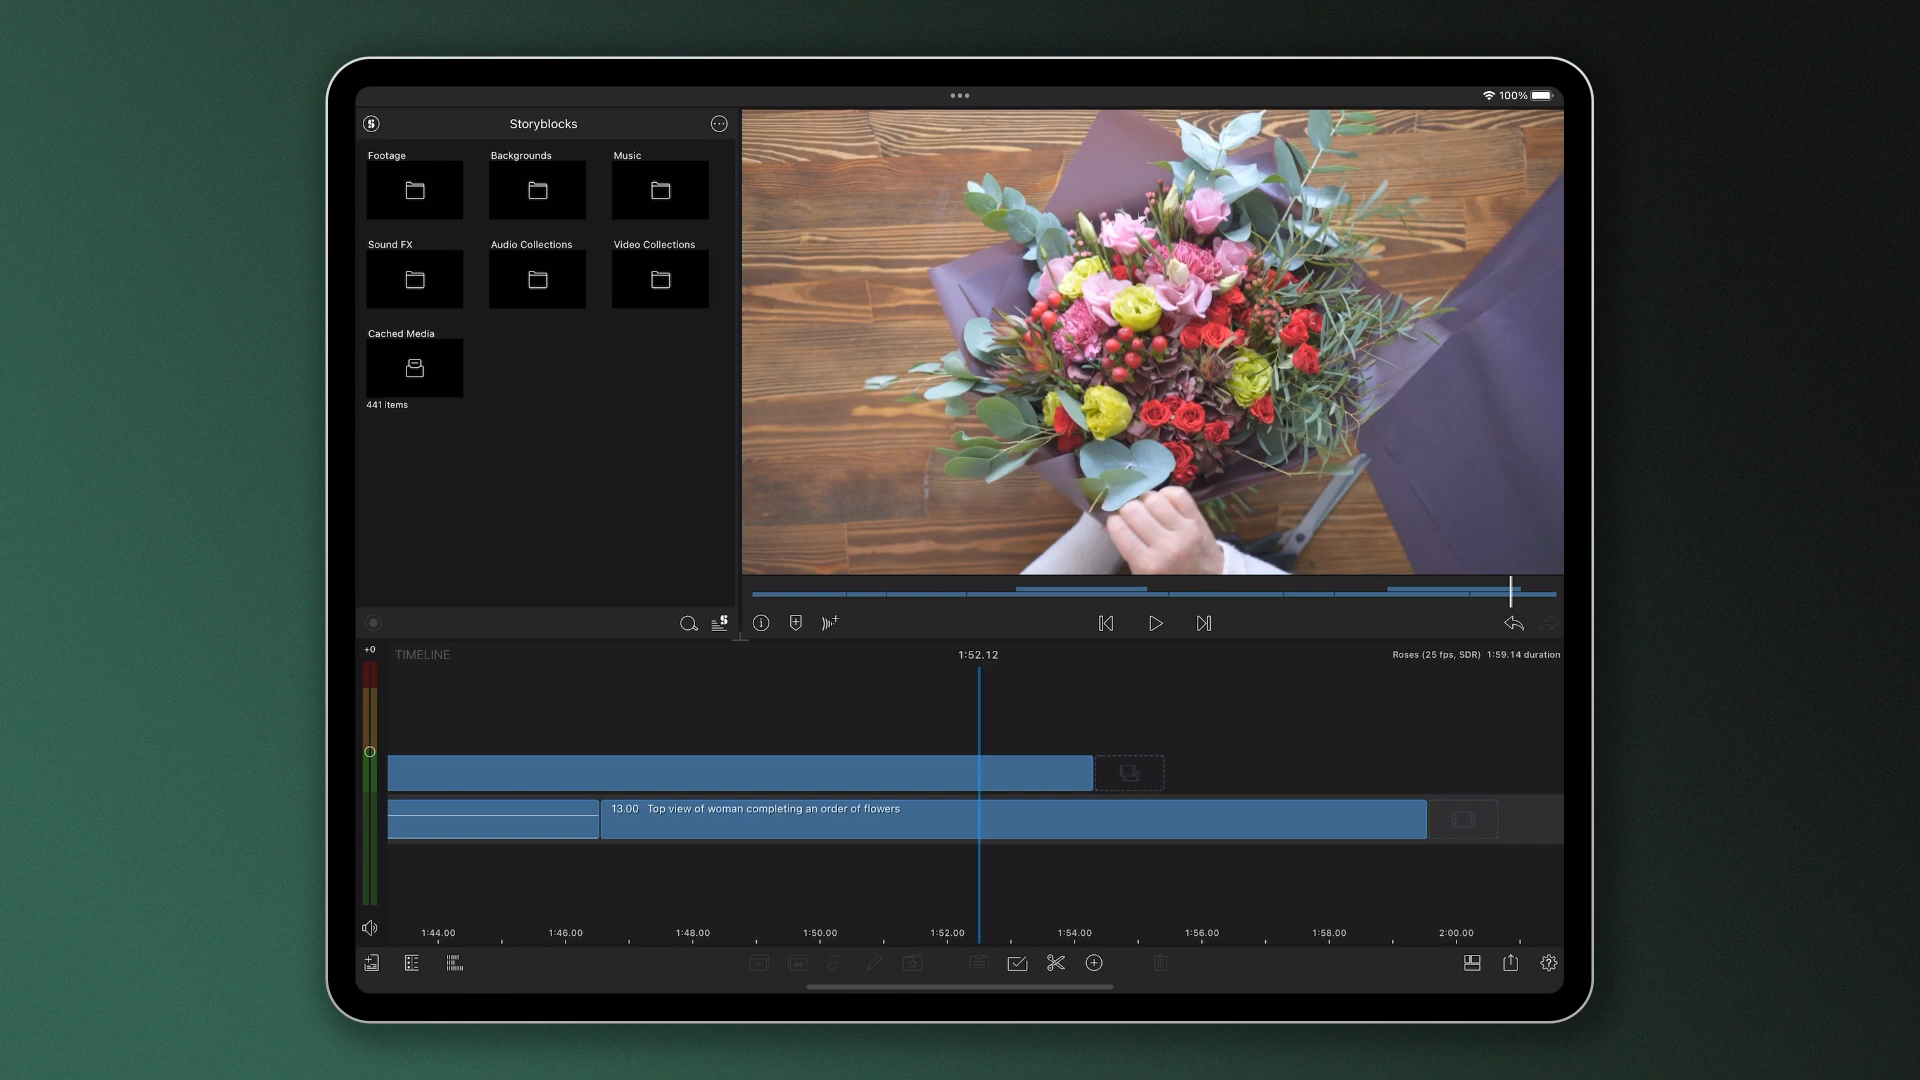 100%
Storyblocks
Footage
Backgrounds
Music
Sound FX
Audio Collections
Video Collections
Cached Media
441 items
+0
TIMELINE
1:52.12
Roses (25 fps, SDR) 1:59.14 duration
13.00 Top view of woman completing an order of flowers
1:44.00
1:46.00
1:48.00
1:50.00
1:52.00
1:54.00
1:56.00
1:58.00
2:00.00